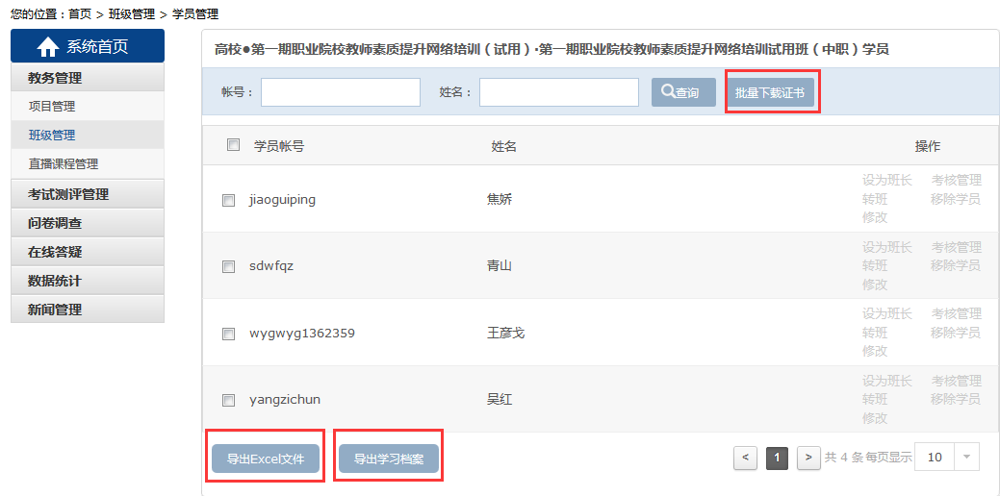 您的位置：首页 > 班级管理 > 学员管理
系统首页
教务管理
项目管理
班级管理
直播课程管理
考试测评管理
问卷调查
在线答疑
数据统计
新闻管理
高校●第一期职业院校教师素质提升网络培训（试用）·第一期职业院校教师素质提升网络培训试用班（中职）学员
帐号： 姓名： 查询 批量下载证书
学员帐号 姓名 操作
设为班长 考核管理
jiaoguiping 焦娇 转班 移除学员
修改
设为班长 考核管理
sdwfqz 青山 转班 移除学员
修改
设为班长 考核管理
wygwyg1362359 王彦戈 转班 移除学员
修改
设为班长 考核管理
yangzichun 吴红 转班 移除学员
修改
导出Excel文件 导出学习档案 < 1 > 共 4 条 每页显示 10